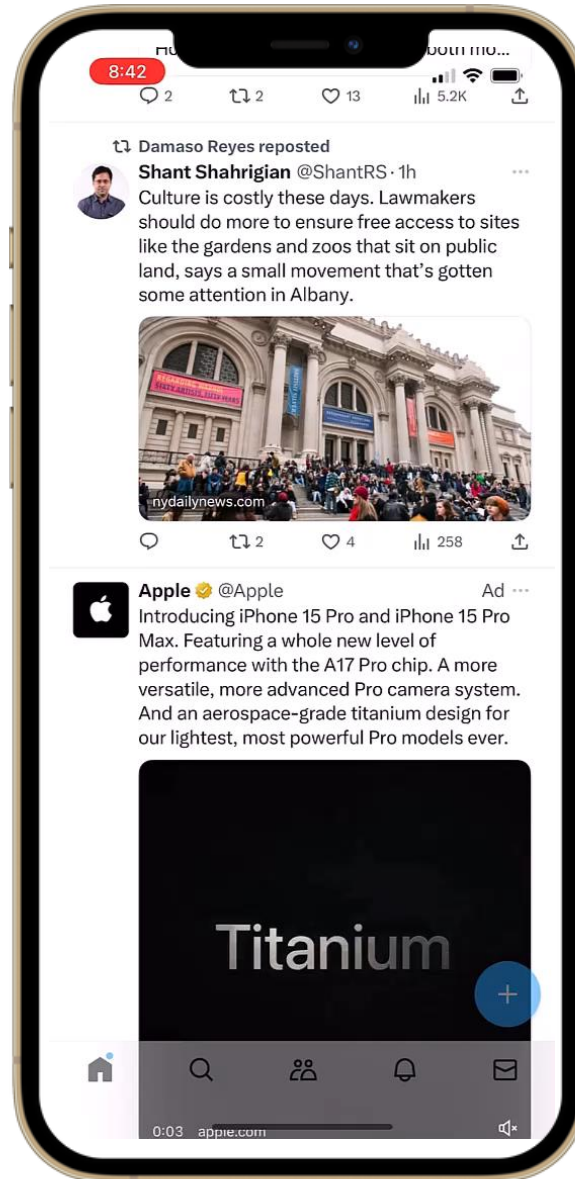 8:42
both mo...
2 2 13 5.2K
Damaso Reyes reposted
Shant Shahrigian @ShantRS · 1h
Culture is costly these days. Lawmakers
should do more to ensure free access to sites
like the gardens and zoos that sit on public
land, says a small movement that's gotten
some attention in Albany.
nydailynews.com
2 4 258
Apple @Apple Ad
Introducing iPhone 15 Pro and iPhone 15 Pro
Max. Featuring a whole new level of
performance with the A17 Pro chip. A more
versatile, more advanced Pro camera system.
And an aerospace-grade titanium design for
our lightest, most powerful Pro models ever.
Titanium
0:03 apple.com